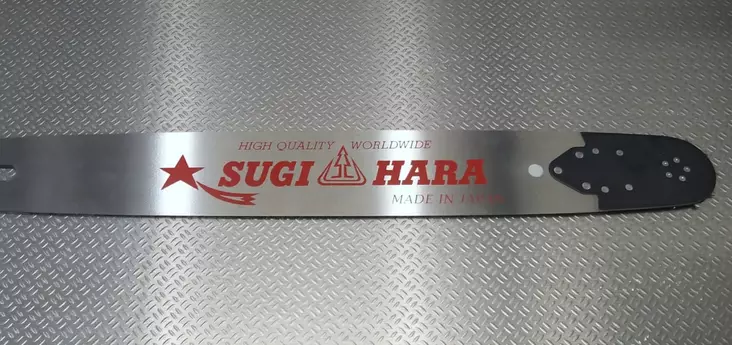 HIGH QUALITY WORLDWIDE
SUGI HARA
MADE IN JAPAN